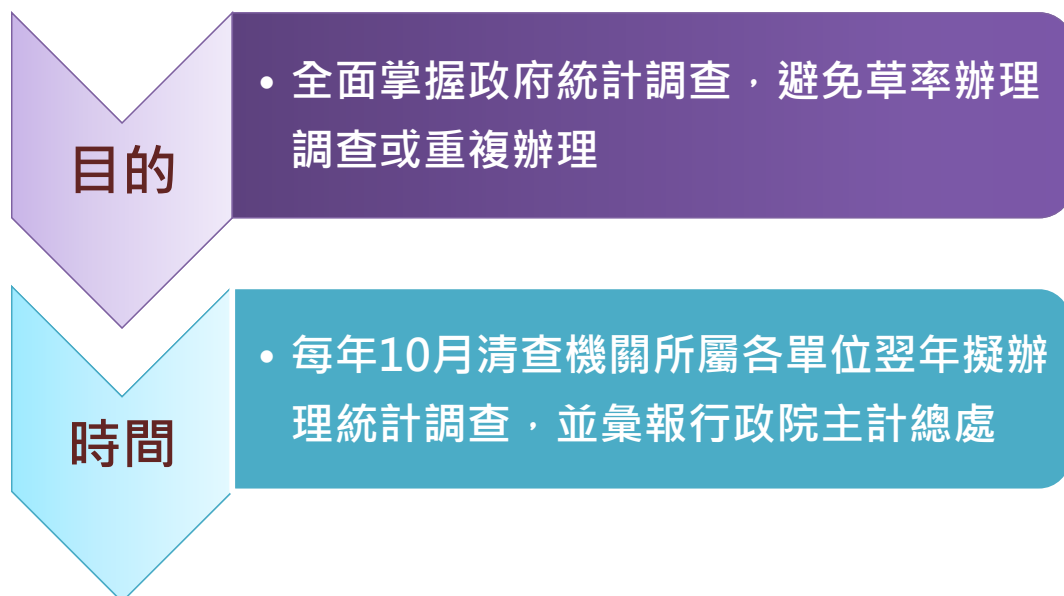 目的
• 全面掌握政府統計調查，避免草率辦理
調查或重複辦理
時間
• 每年10月清查機關所屬各單位翌年擬辦
理統計調查，並彙報行政院主計總處